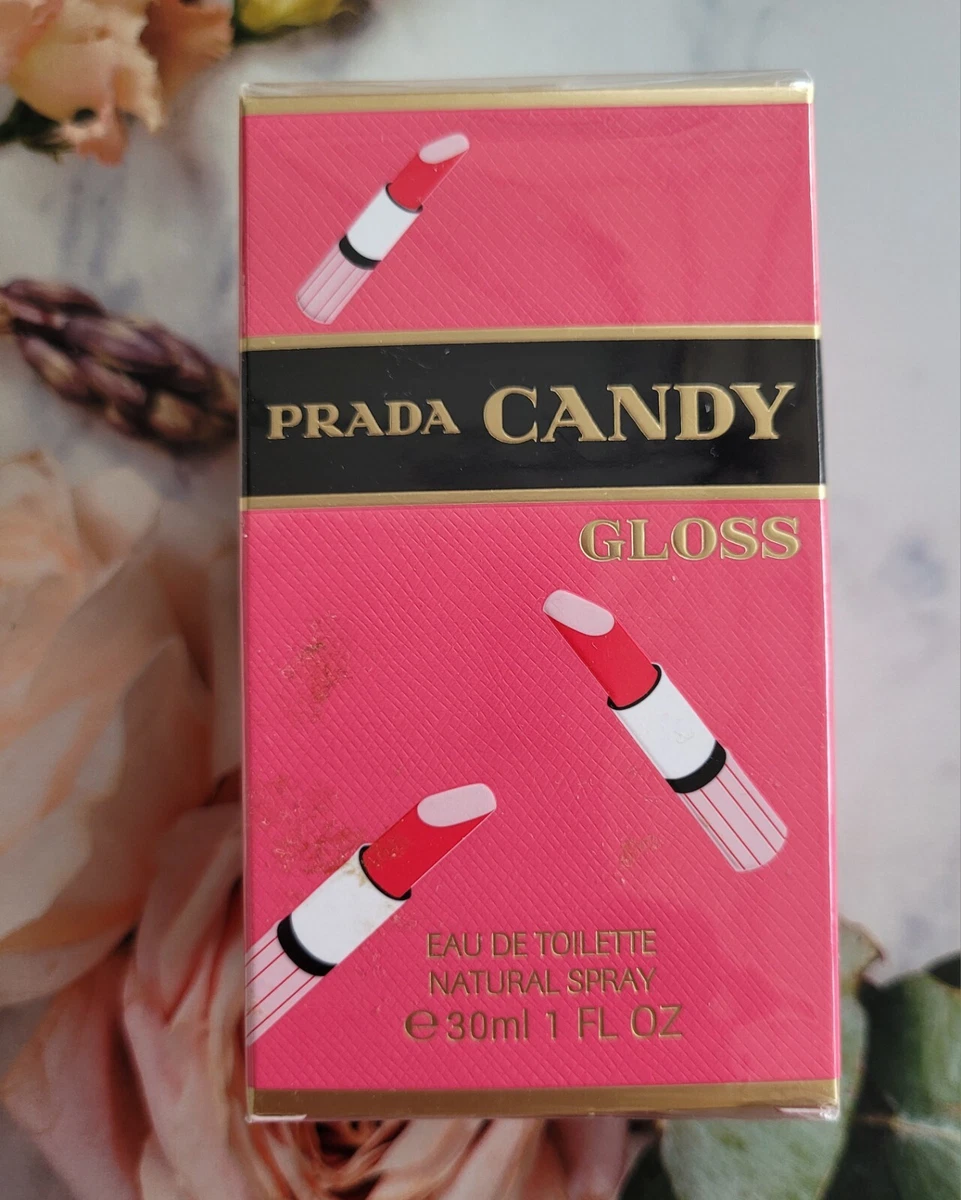 PRADA CANDY
GLOSS
EAU DE TOILETTE
NATURAL SPRAY
℮30ml 1 FL OZ